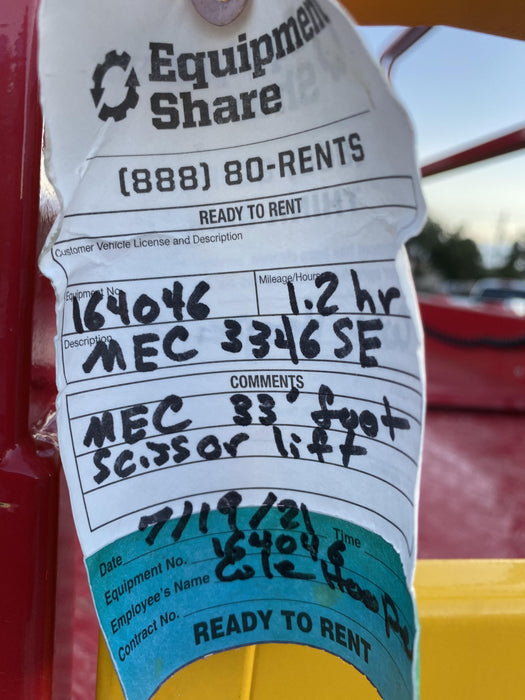 Equipment
Share
(888) 80-RENTS
READY TO RENT
Customer Vehicle License and Description
Equipment No. Mileage/Hours
164046 1.2 hr
Description
MEC 3346 SE
COMMENTS
MEC 33' foot
scissor lift
7/19/21
Date Time
Equipment No. 164046
Employee's Name Cole
Contract No.
READY TO RENT